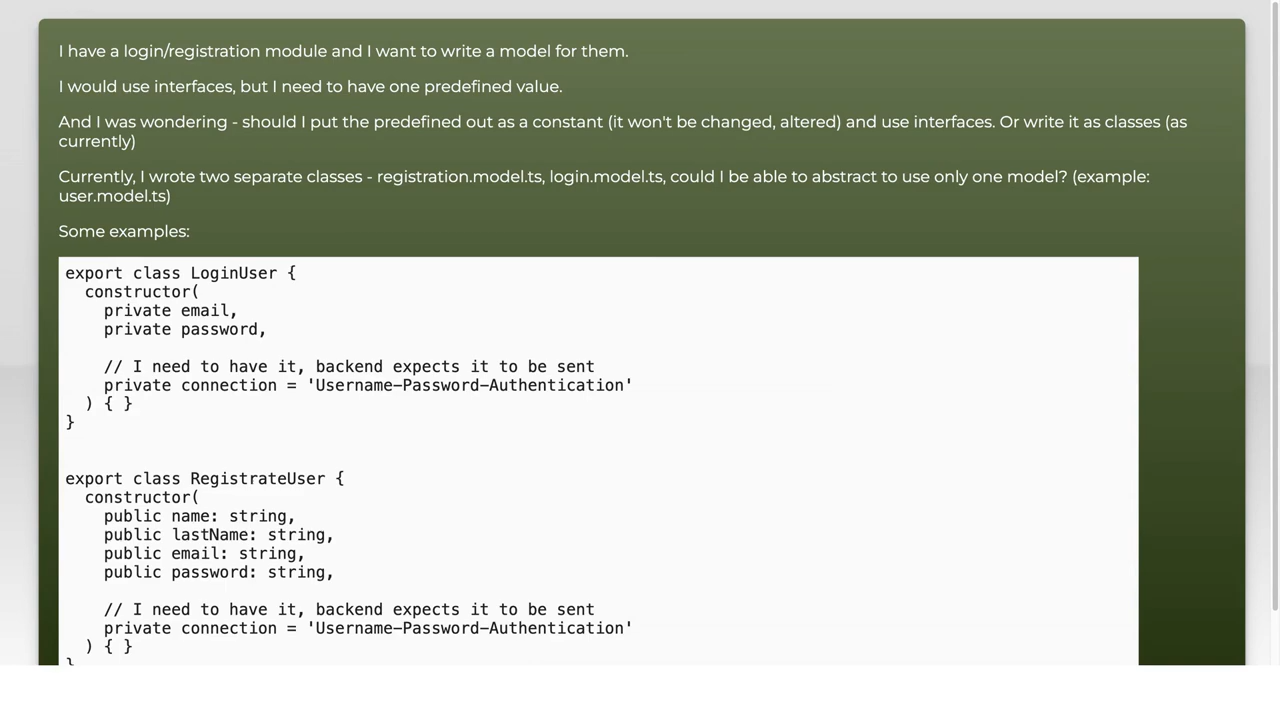 I have a login/registration module and I want to write a model for them.
I would use interfaces, but I need to have one predefined value.
And I was wondering - should I put the predefined out as a constant (it won't be changed, altered) and use interfaces. Or write it as classes (as
currently)
Currently, I wrote two separate classes - registration.model.ts, login.model.ts, could I be able to abstract to use only one model? (example:
user.model.ts)
Some examples:
export class LoginUser {
constructor(
private email,
private password,
// I need to have it, backend expects it to be sent
private connection = 'Username-Password-Authentication'
) { }
}
export class RegistrateUser {
constructor(
public name: string,
public lastName: string,
public email: string,
public password: string,
// I need to have it, backend expects it to be sent
private connection = 'Username-Password-Authentication'
) { }
}